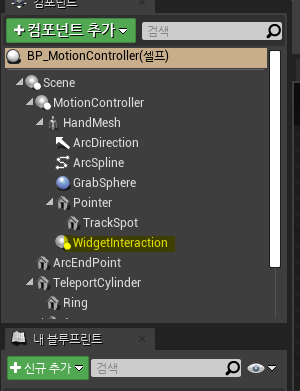 컴포넌트
+컴포넌트 추가
검색
BP_MotionController(셀프)
Scene
MotionController
HandMesh
ArcDirection
ArcSpline
GrabSphere
Pointer
TrackSpot
WidgetInteraction
ArcEndPoint
TeleportCylinder
Ring
내 블루프린트
+신규 추가
검색